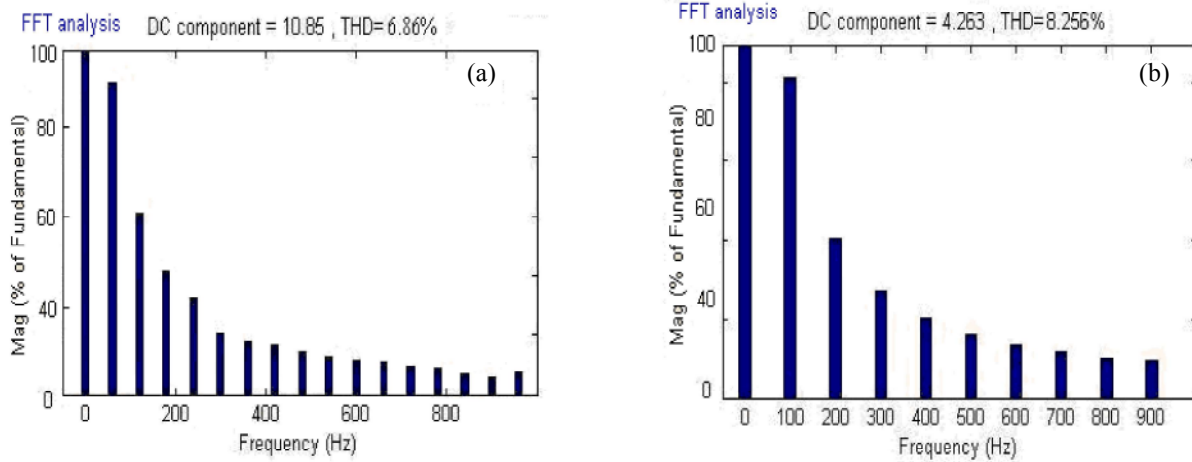 FFT analysis DC component = 10.85 , THD= 6.86%
(a)
100
80
60
40
0
Mag (% of Fundamental)
0 200 400 600 800
Frequency (Hz)
FFT analysis DC component = 4.263 , THD=8.256%
(b)
100
80
60
40
0
Mag (% of Fundamental)
0 100 200 300 400 500 600 700 800 900
Frequency (Hz)